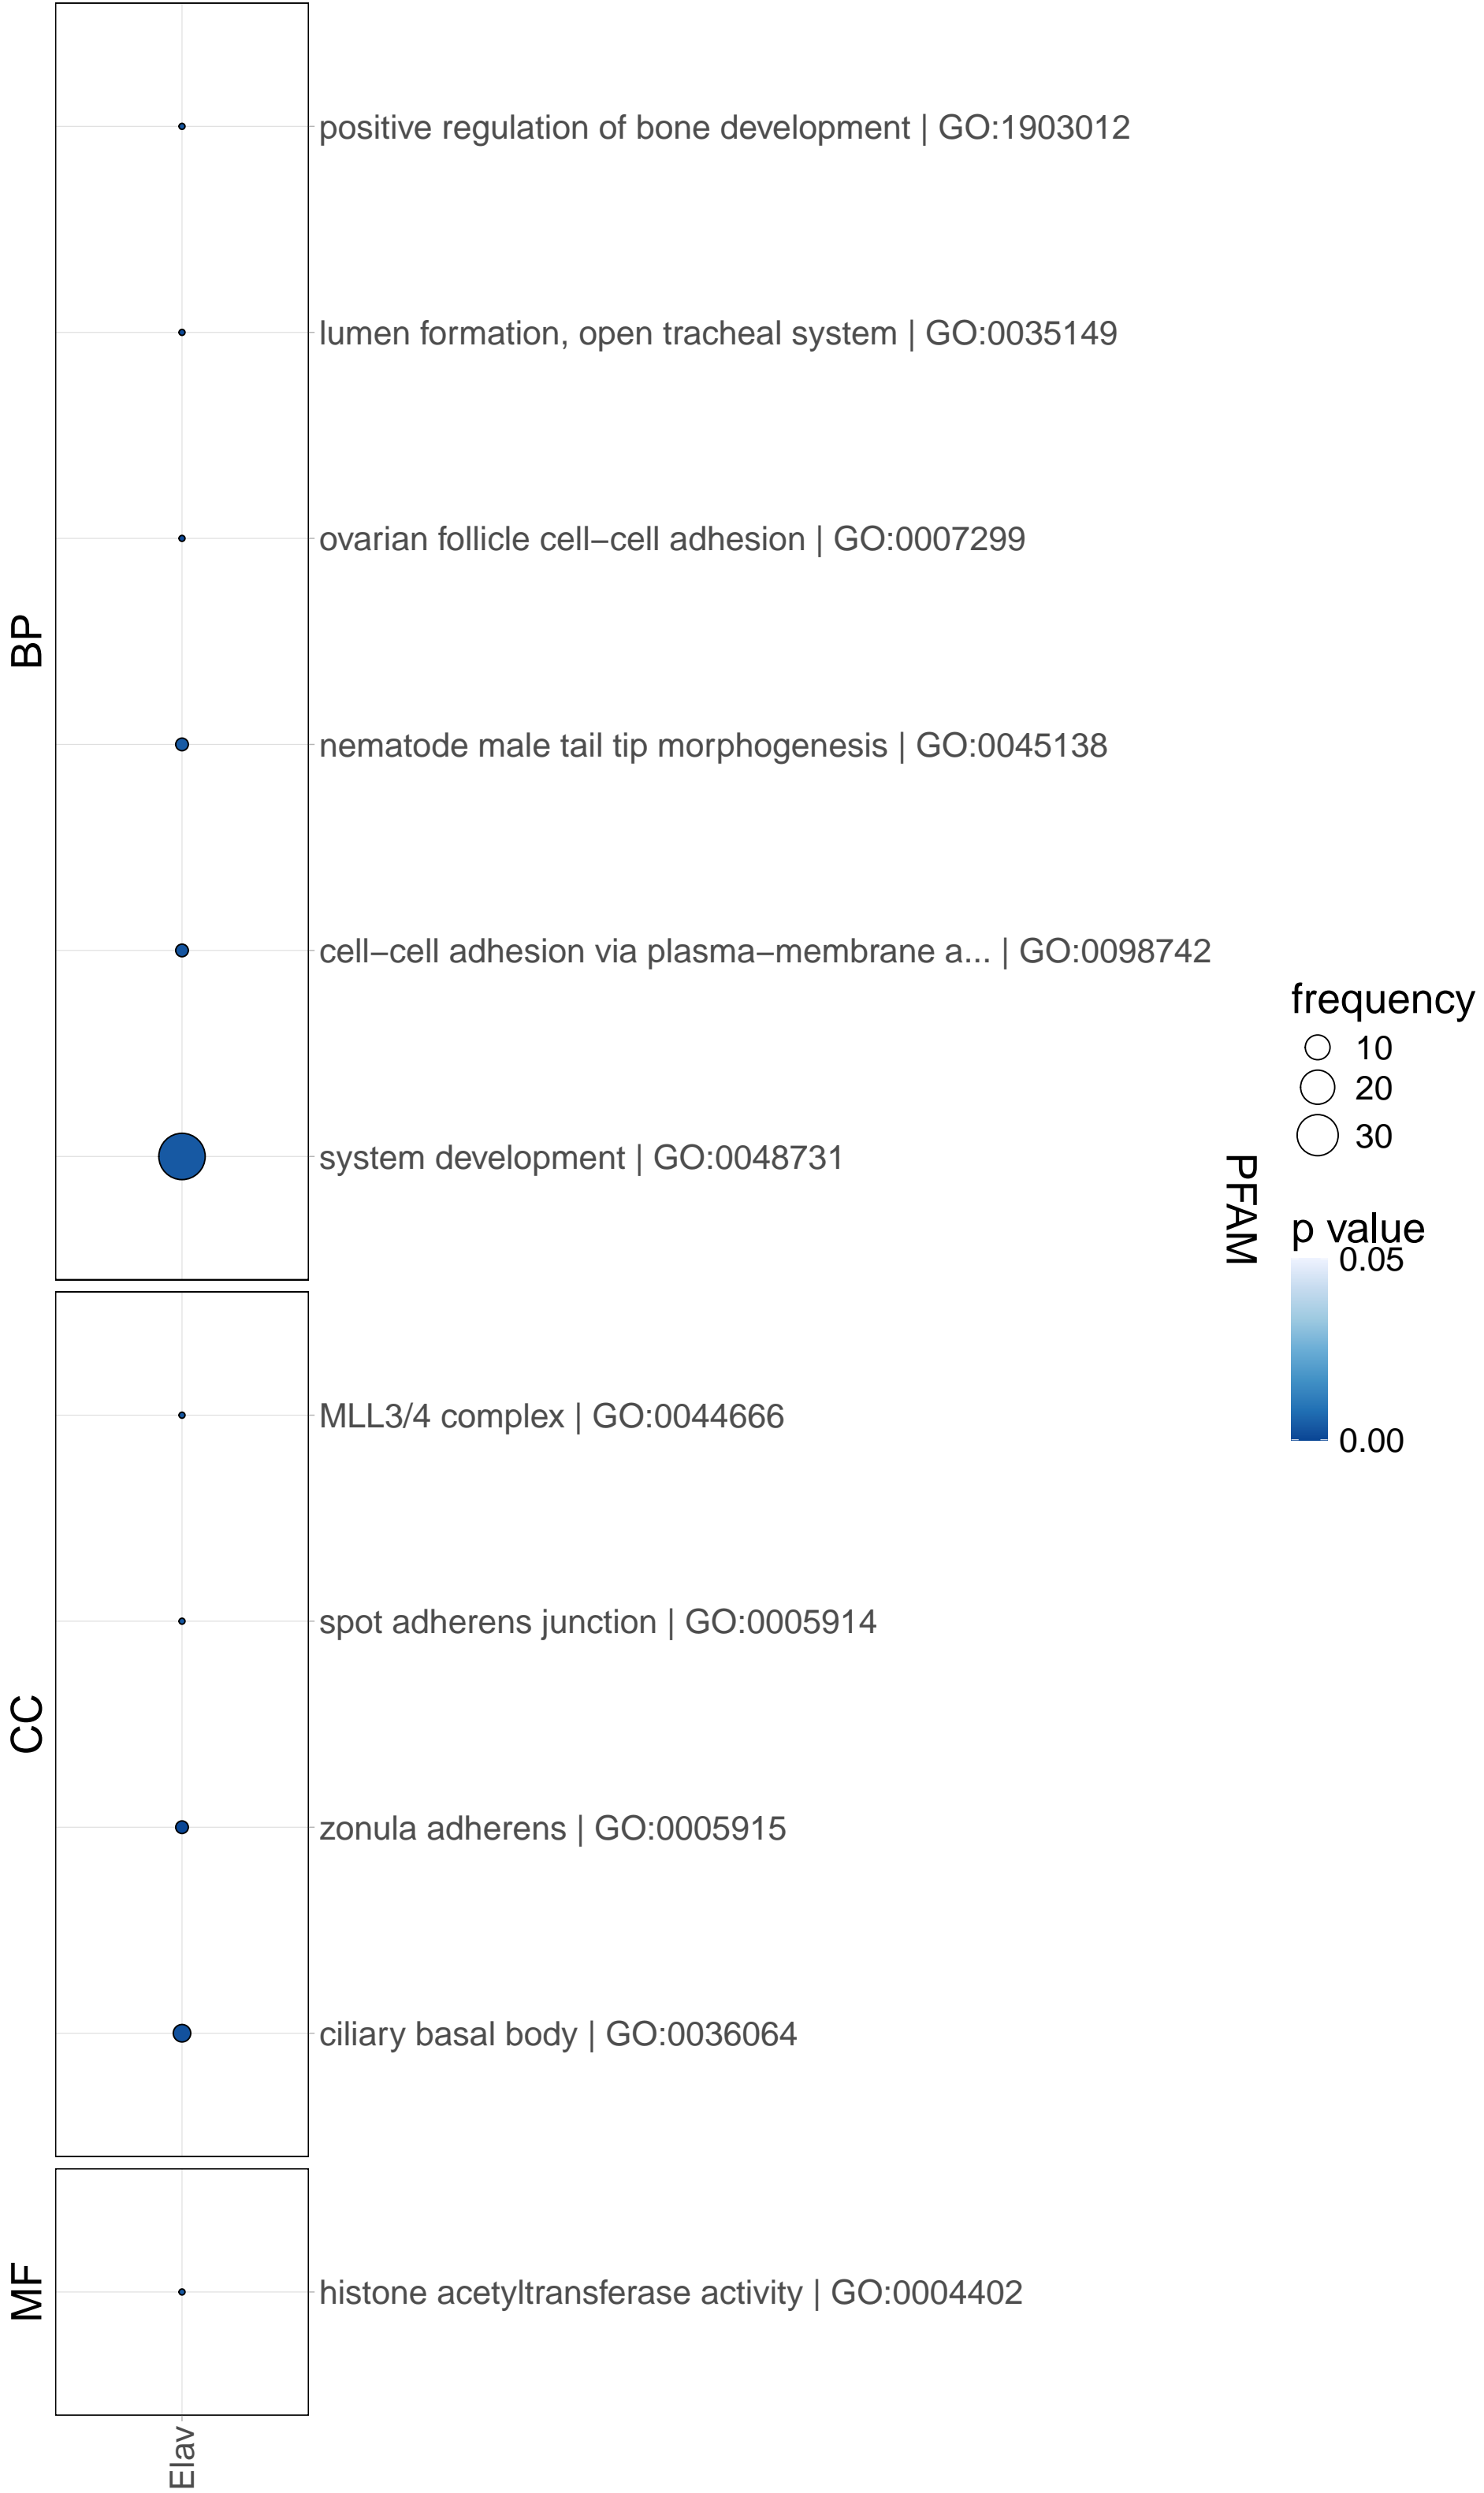 BP
positive regulation of bone development | GO:1903012
lumen formation, open tracheal system | GO:0035149
ovarian follicle cell−cell adhesion | GO:0007299
nematode male tail tip morphogenesis | GO:0045138
cell−cell adhesion via plasma−membrane a... | GO:0098742
system development | GO:0048731
CC
MLL3/4 complex | GO:0044666
spot adherens junction | GO:0005914
zonula adherens | GO:0005915
ciliary basal body | GO:0036064
MF
histone acetyltransferase activity | GO:0004402
Elav
PFAM
frequency
10
20
30
p value
0.05
0.00